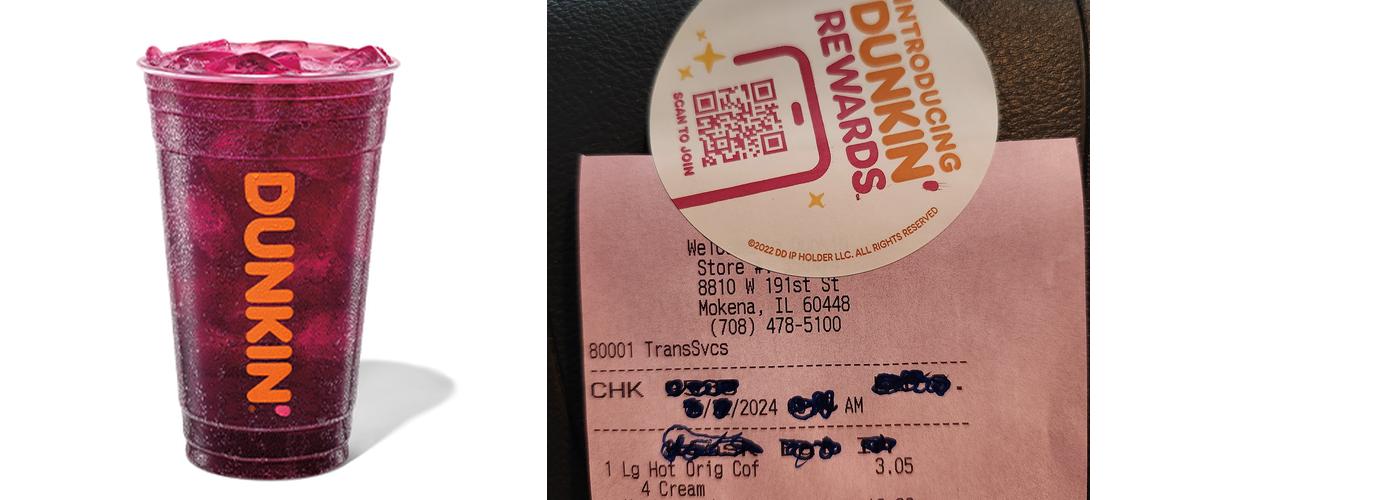 DUNKIN'
INTRODUCING
DUNKIN'
REWARDS.
SCAN TO JOIN
©2022 DD IP HOLDER LLC. ALL RIGHTS RESERVED
Store
8810 W 191st St
Mokena, IL 60448
(708) 478-5100
80001 TransSvcs
CHK
/2024 AM
1 Lg Hot Orig Cof 3.05
4 Cream